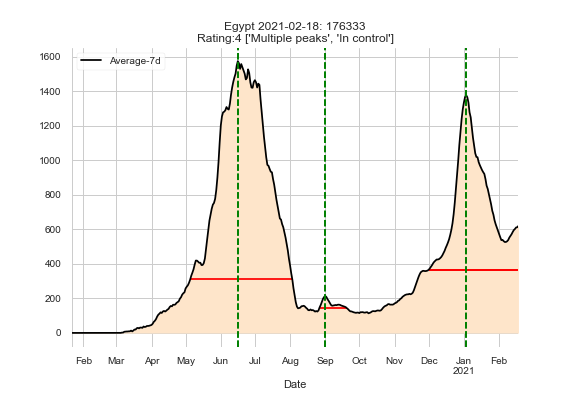 Egypt 2021-02-18: 176333
Rating:4 ['Multiple peaks', 'In control']
Average-7d
1600
1400
1200
1000
800
600
400
200
0
Feb Mar Apr May Jun Jul Aug Sep Oct Nov Dec Jan Feb
2021
Date